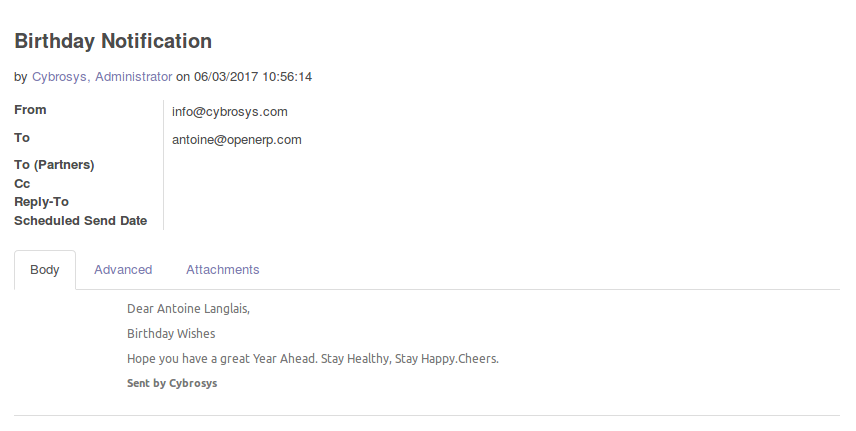 Birthday Notification
by Cybrosys, Administrator on 06/03/2017 10:56:14
From info@cybrosys.com
To antoine@openerp.com
To (Partners)
Cc
Reply-To
Scheduled Send Date
Body Advanced Attachments
Dear Antoine Langlais,
Birthday Wishes
Hope you have a great Year Ahead. Stay Healthy, Stay Happy.Cheers.
Sent by Cybrosys